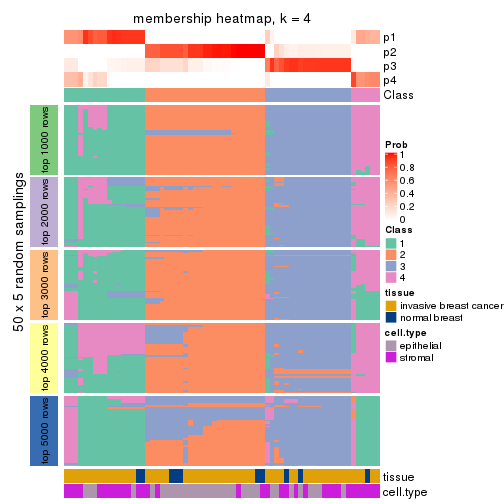 membership heatmap, k = 4
p1
p2
p3
p4
Class
50 x 5 random samplings
top 1000 rows
top 2000 rows
top 3000 rows
top 4000 rows
top 5000 rows
Prob
1
0.8
0.6
0.4
0.2
0
Class
1
2
3
4
tissue
invasive breast cancer
normal breast
cell.type
epithelial
stromal
tissue
cell.type